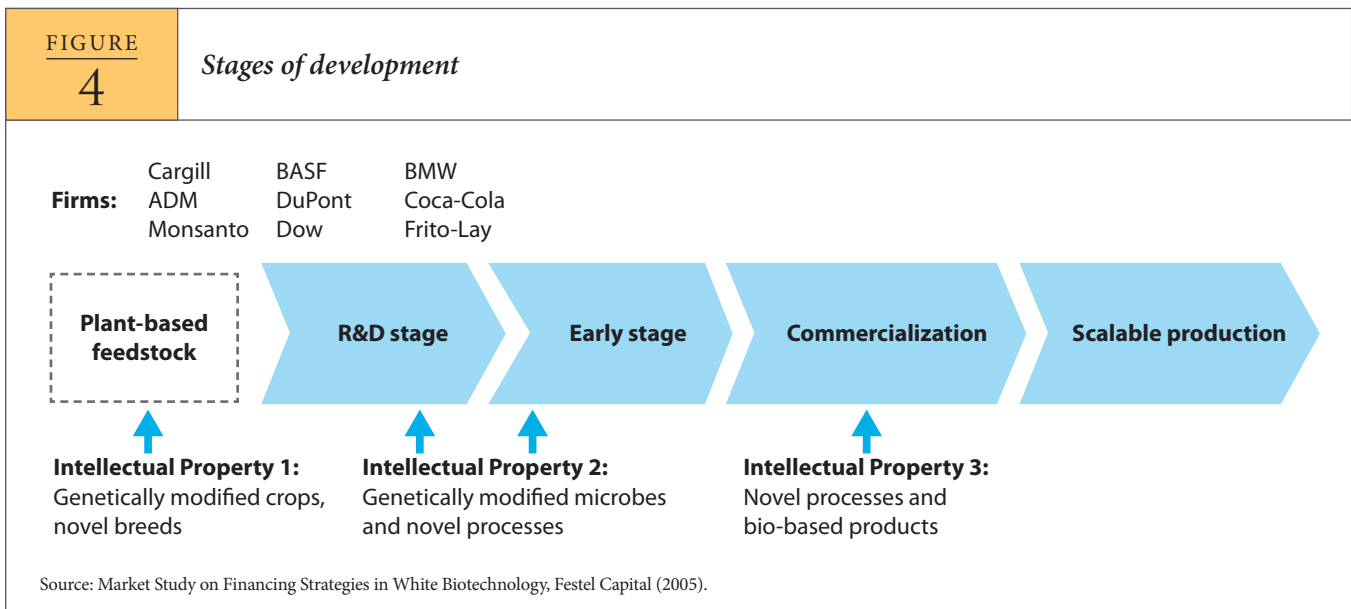 FIGURE
4
Stages of development
Firms:
Cargill
ADM
Monsanto
BASF
DuPont
Dow
BMW
Coca-Cola
Frito-Lay
Plant-based
feedstock
R&D stage
Early stage
Commercialization
Scalable production
Intellectual Property 1:
Genetically modified crops,
novel breeds
Intellectual Property 2:
Genetically modified microbes
and novel processes
Intellectual Property 3:
Novel processes and
bio-based products
Source: Market Study on Financing Strategies in White Biotechnology, Festel Capital (2005).